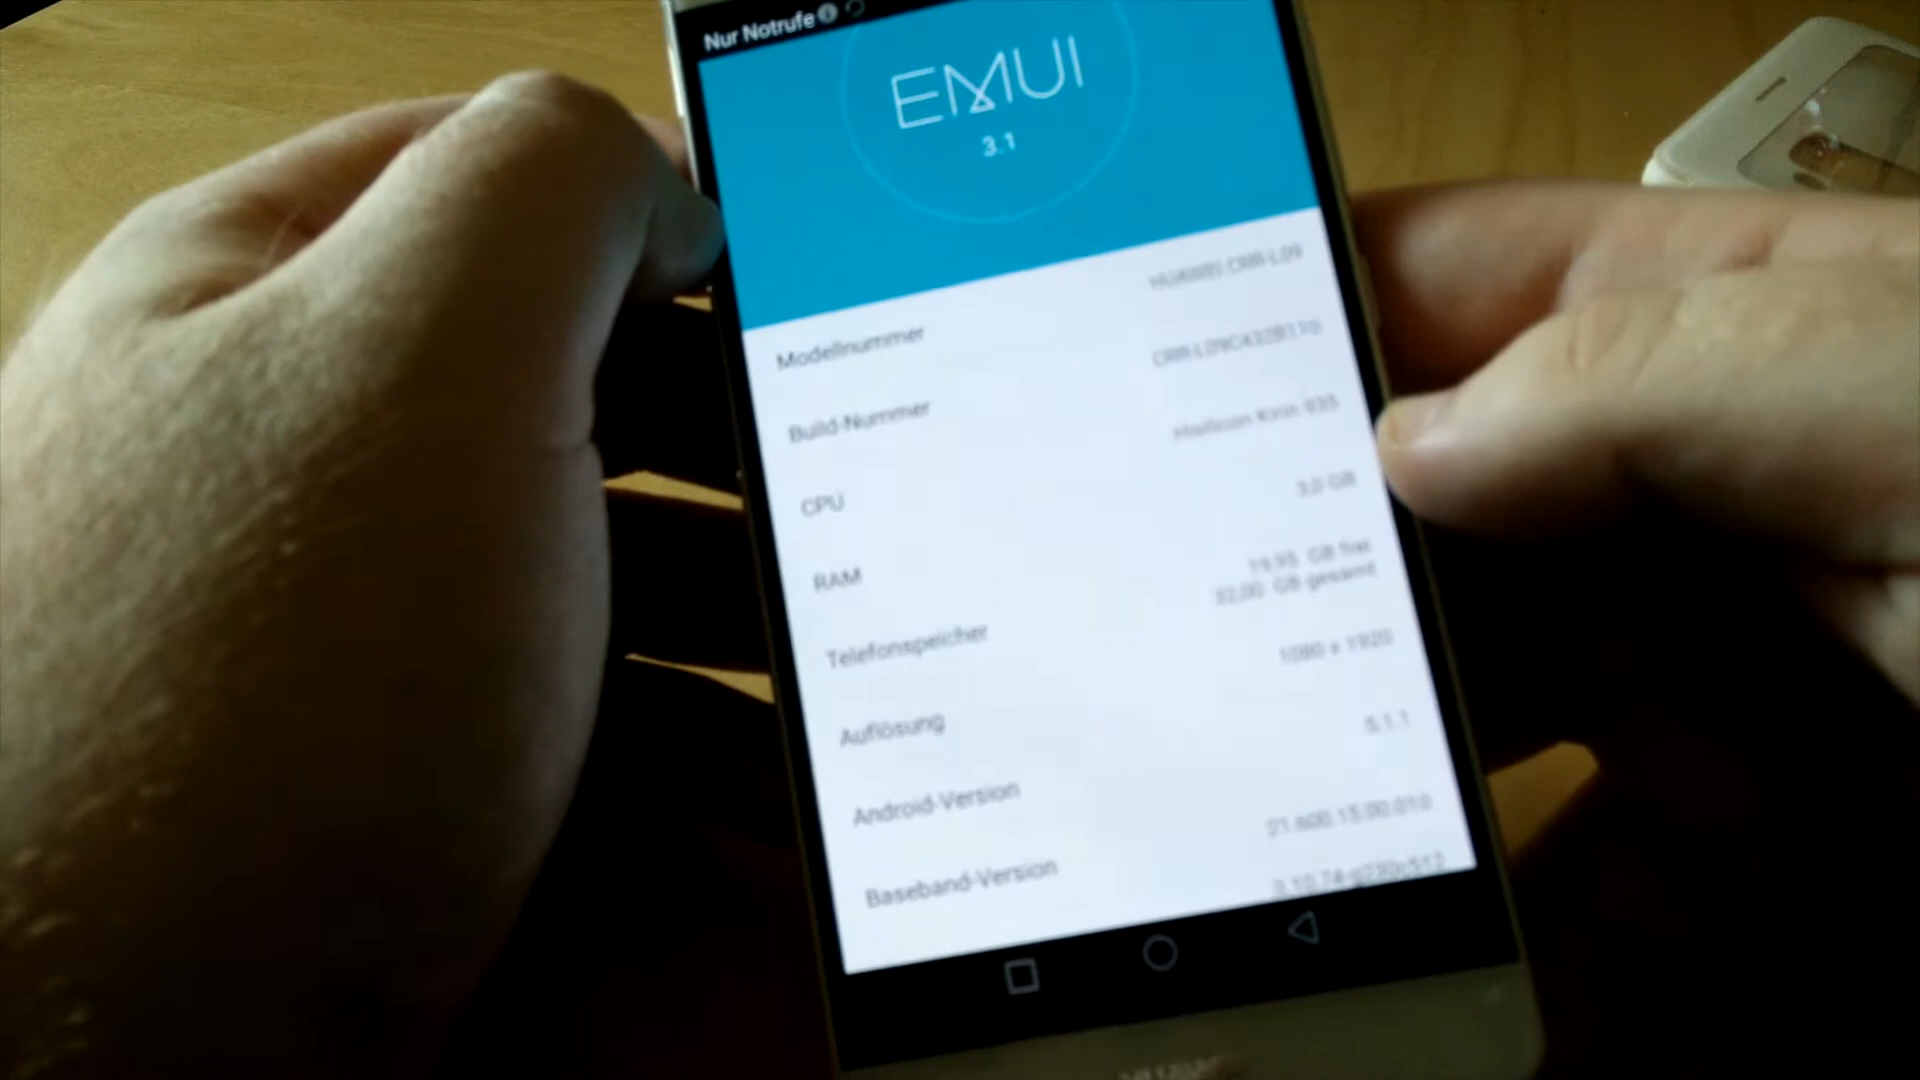 Nur Notrufe
EMUI
3.1
Modellnummer HUAWEI CRR-L09
Build-Nummer CRR-L09C432B110
CPU Hisilicon Kirin 935
RAM 3,0 GB
Telefonspeicher 19,95 GB frei
32,00 GB gesamt
Auflösung 1080 x 1920
Android-Version 5.1.1
Baseband-Version 21.600.15.00.010
3.10.74-g230c512